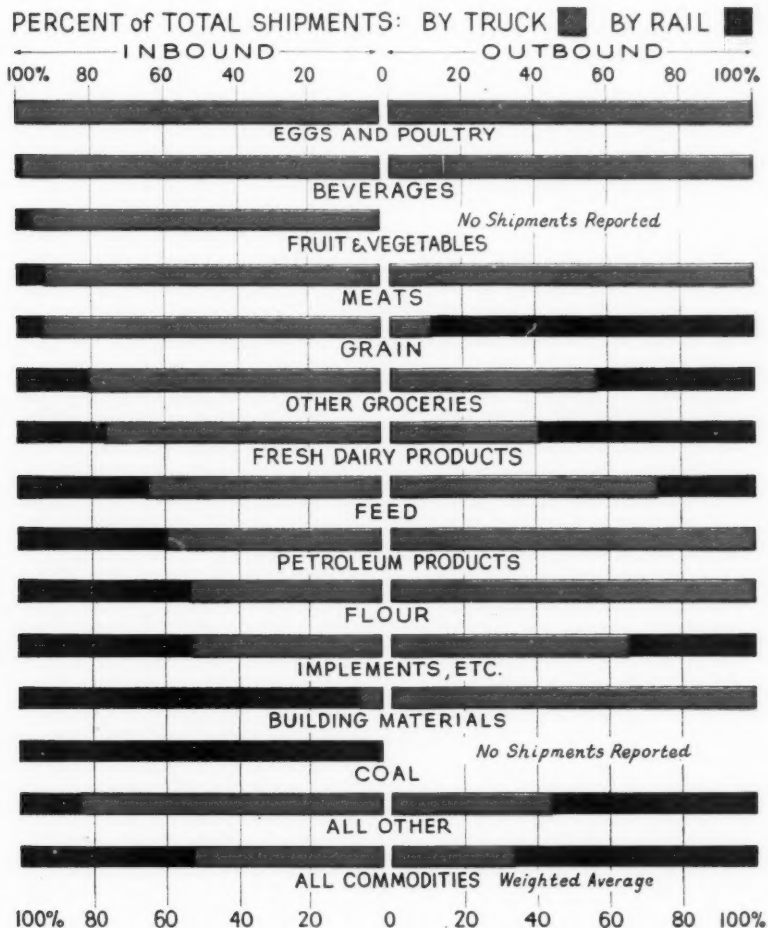 PERCENT of TOTAL SHIPMENTS: BY TRUCK BY RAIL
INBOUND OUTBOUND
100% 80 60 40 20 0 20 40 60 80 100%
EGGS AND POULTRY
BEVERAGES
No Shipments Reported
FRUIT & VEGETABLES
MEATS
GRAIN
OTHER GROCERIES
FRESH DAIRY PRODUCTS
FEED
PETROLEUM PRODUCTS
FLOUR
IMPLEMENTS, ETC.
BUILDING MATERIALS
No Shipments Reported
COAL
ALL OTHER
ALL COMMODITIES Weighted Average
100% 80 60 40 20 0 20 40 60 80 100%